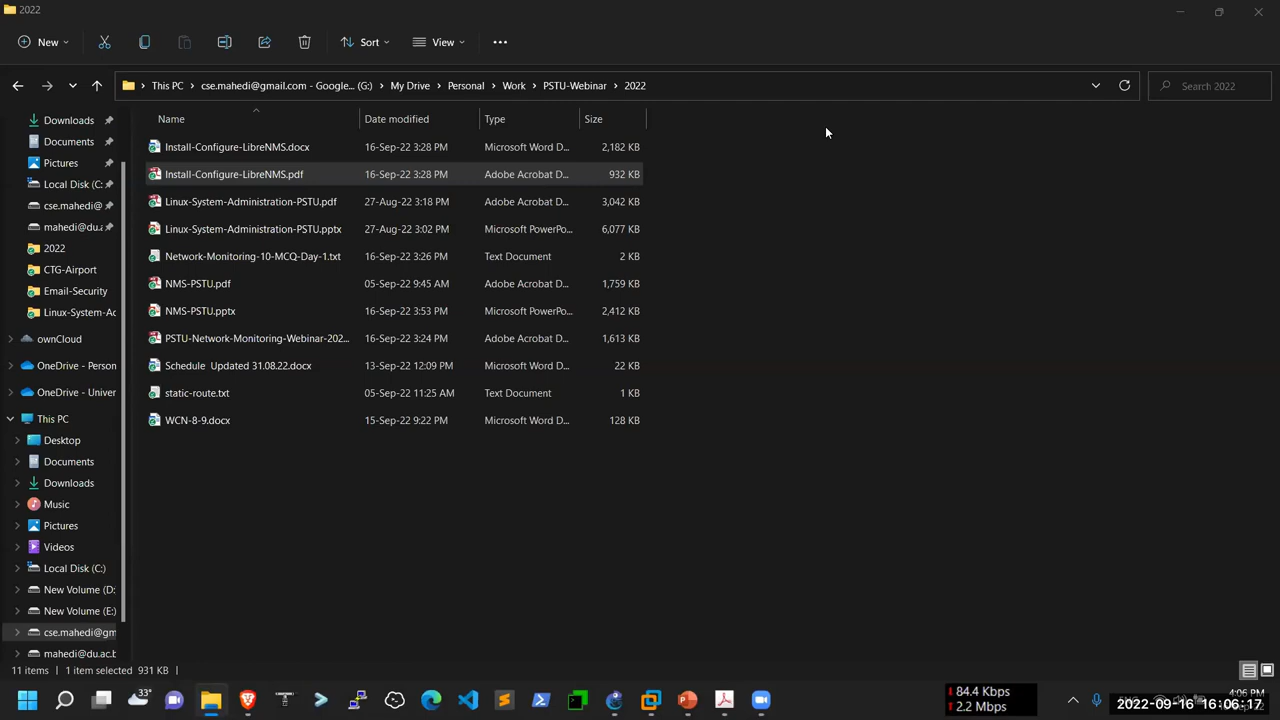 2022
New
Sort
View
This PC > cse.mahedi@gmail.com - Google... (G:) > My Drive > Personal > Work > PSTU-Webinar > 2022
Search 2022
Name Date modified Type Size
Install-Configure-LibreNMS.docx 16-Sep-22 3:28 PM Microsoft Word D... 2,182 KB
Install-Configure-LibreNMS.pdf 16-Sep-22 3:28 PM Adobe Acrobat D... 932 KB
Linux-System-Administration-PSTU.pdf 27-Aug-22 3:18 PM Adobe Acrobat D... 3,042 KB
Linux-System-Administration-PSTU.pptx 27-Aug-22 3:02 PM Microsoft PowerPo... 6,077 KB
Network-Monitoring-10-MCQ-Day-1.txt 16-Sep-22 3:26 PM Text Document 2 KB
NMS-PSTU.pdf 05-Sep-22 9:45 AM Adobe Acrobat D... 1,759 KB
NMS-PSTU.pptx 16-Sep-22 3:53 PM Microsoft PowerPo... 2,412 KB
PSTU-Network-Monitoring-Webinar-202... 16-Sep-22 3:24 PM Adobe Acrobat D... 1,613 KB
Schedule Updated 31.08.22.docx 13-Sep-22 12:09 PM Microsoft Word D... 22 KB
static-route.txt 05-Sep-22 11:25 AM Text Document 1 KB
WCN-8-9.docx 15-Sep-22 9:22 PM Microsoft Word D... 128 KB
Downloads
Documents
Pictures
Local Disk (C:
cse.mahedi@
mahedi@du.a
2022
CTG-Airport
Email-Security
Linux-System-Ac
ownCloud
OneDrive - Person
OneDrive - Univer
This PC
Desktop
Documents
Downloads
Music
Pictures
Videos
Local Disk (C:)
New Volume (D:
New Volume (E:)
cse.mahedi@gm
mahedi@du.ac.b
11 items 1 item selected 931 KB
33°
84.4 Kbps
2.2 Mbps
4:06 PM
2022-09-16 16:06:17